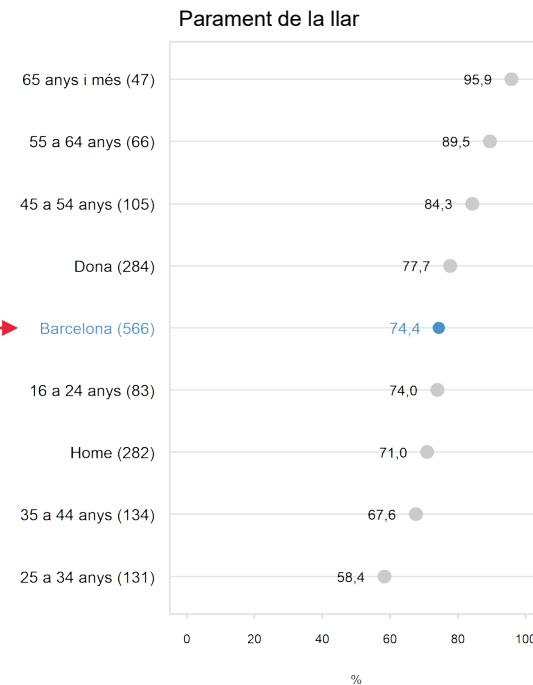 Parament de la llar
65 anys i més (47) 95,9
55 a 64 anys (66) 89,5
45 a 54 anys (105) 84,3
Dona (284) 77,7
Barcelona (566) 74,4
16 a 24 anys (83) 74,0
Home (282) 71,0
35 a 44 anys (134) 67,6
25 a 34 anys (131) 58,4
0 20 40 60 80 100
%